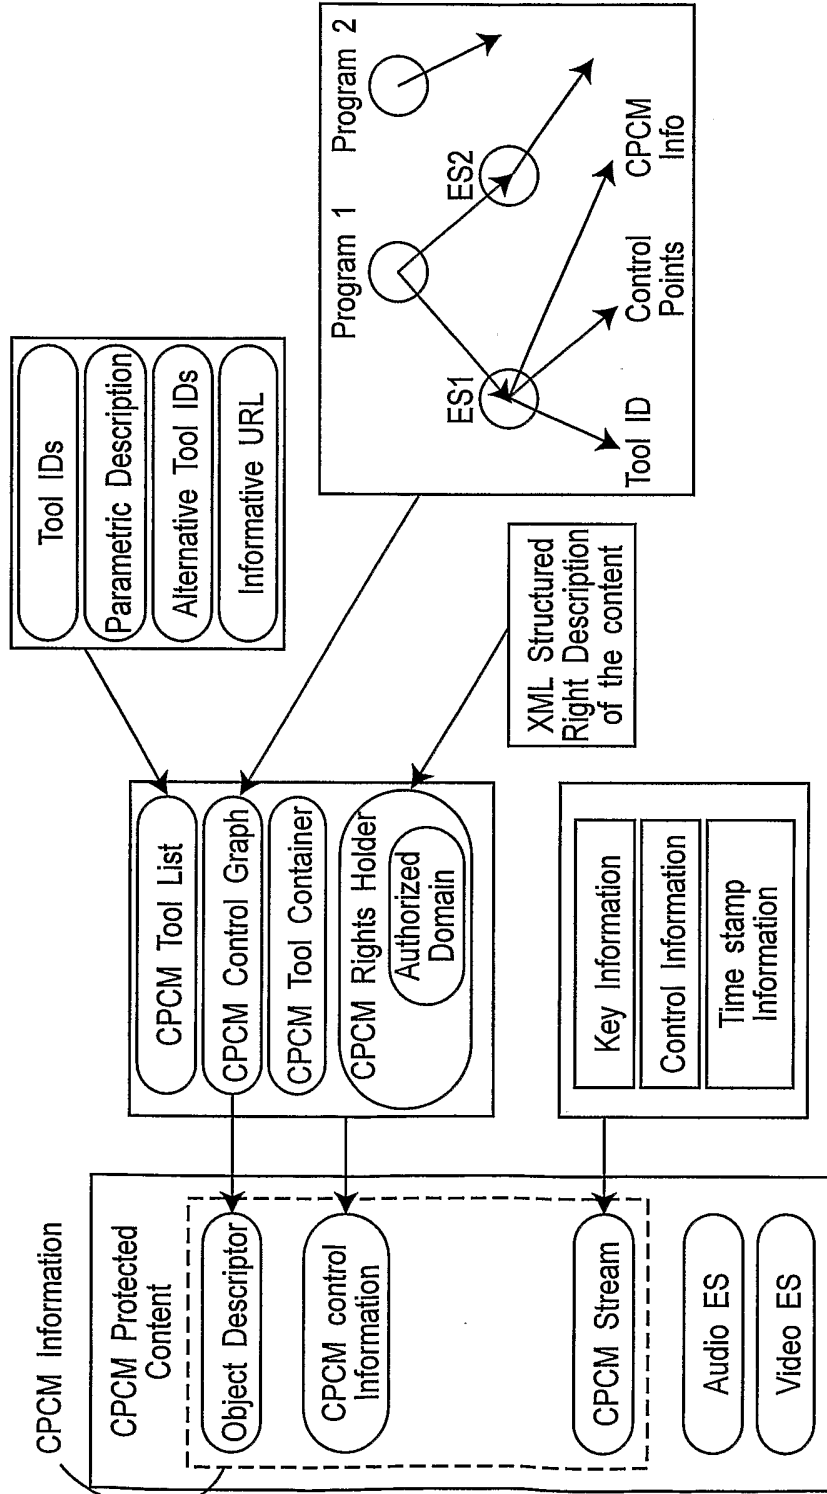 CPCM Information
CPCM Protected
Content
Object Descriptor
CPCM control
Information
CPCM Stream
Audio ES
Video ES
CPCM Tool List
CPCM Control Graph
CPCM Tool Container
CPCM Rights Holder
Authorized
Domain
Key Information
Control Information
Time stamp
Information
Tool IDs
Parametric Description
Alternative Tool IDs
Informative URL
XML Structured
Right Description
of the content
Program 1
Program 2
ES1
ES2
Tool ID
Control
Points
CPCM
Info